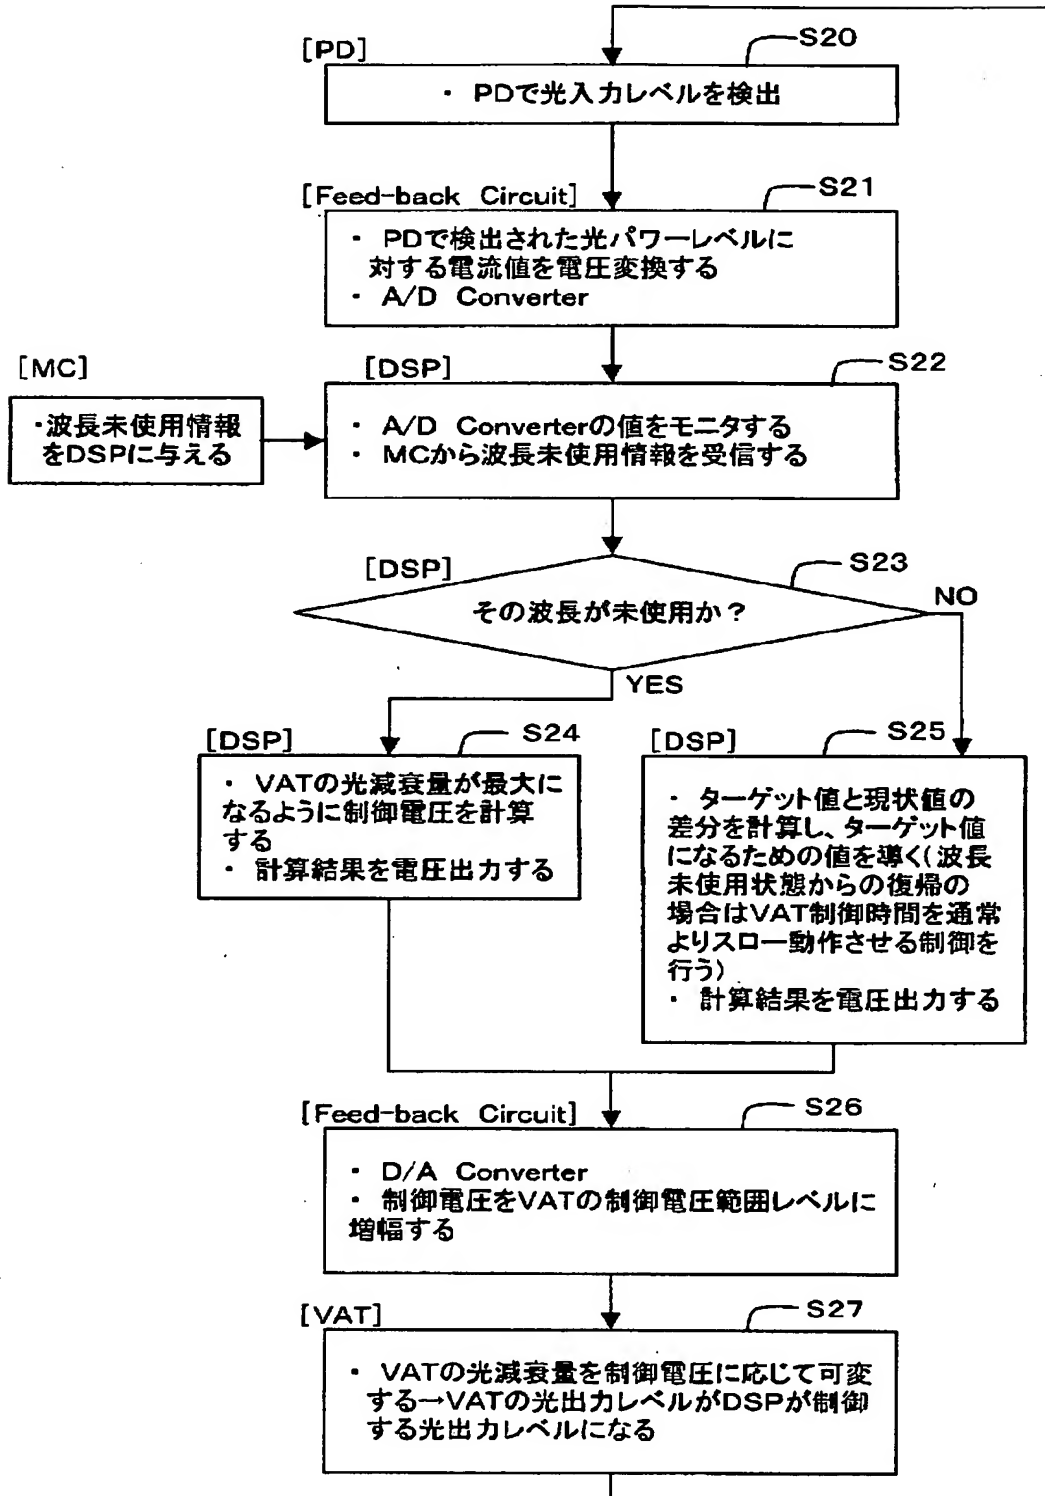 [PD]
S20
・ PDで光入力レベルを検出
[Feed-back Circuit]
S21
・ PDで検出された光パワーレベルに
対する電流値を電圧変換する
・ A/D Converter
[MC]
・波長未使用情報
をDSPに与える
[DSP]
S22
・ A/D Converterの値をモニタする
・ MCから波長未使用情報を受信する
[DSP]
S23
その波長が未使用か？
NO
YES
[DSP]
S24
・ VATの光減衰量が最大に
なるように制御電圧を計算
する
・ 計算結果を電圧出力する
[DSP]
S25
・ ターゲット値と現状値の
差分を計算し、ターゲット値
になるための値を導く(波長
未使用状態からの復帰の
場合はVAT制御時間を通常
よりスロー動作させる制御を
行う)
・ 計算結果を電圧出力する
[Feed-back Circuit]
S26
・ D/A Converter
・ 制御電圧をVATの制御電圧範囲レベルに
増幅する
[VAT]
S27
・ VATの光減衰量を制御電圧に応じて可変
する→VATの光出力レベルがDSPが制御
する光出力レベルになる